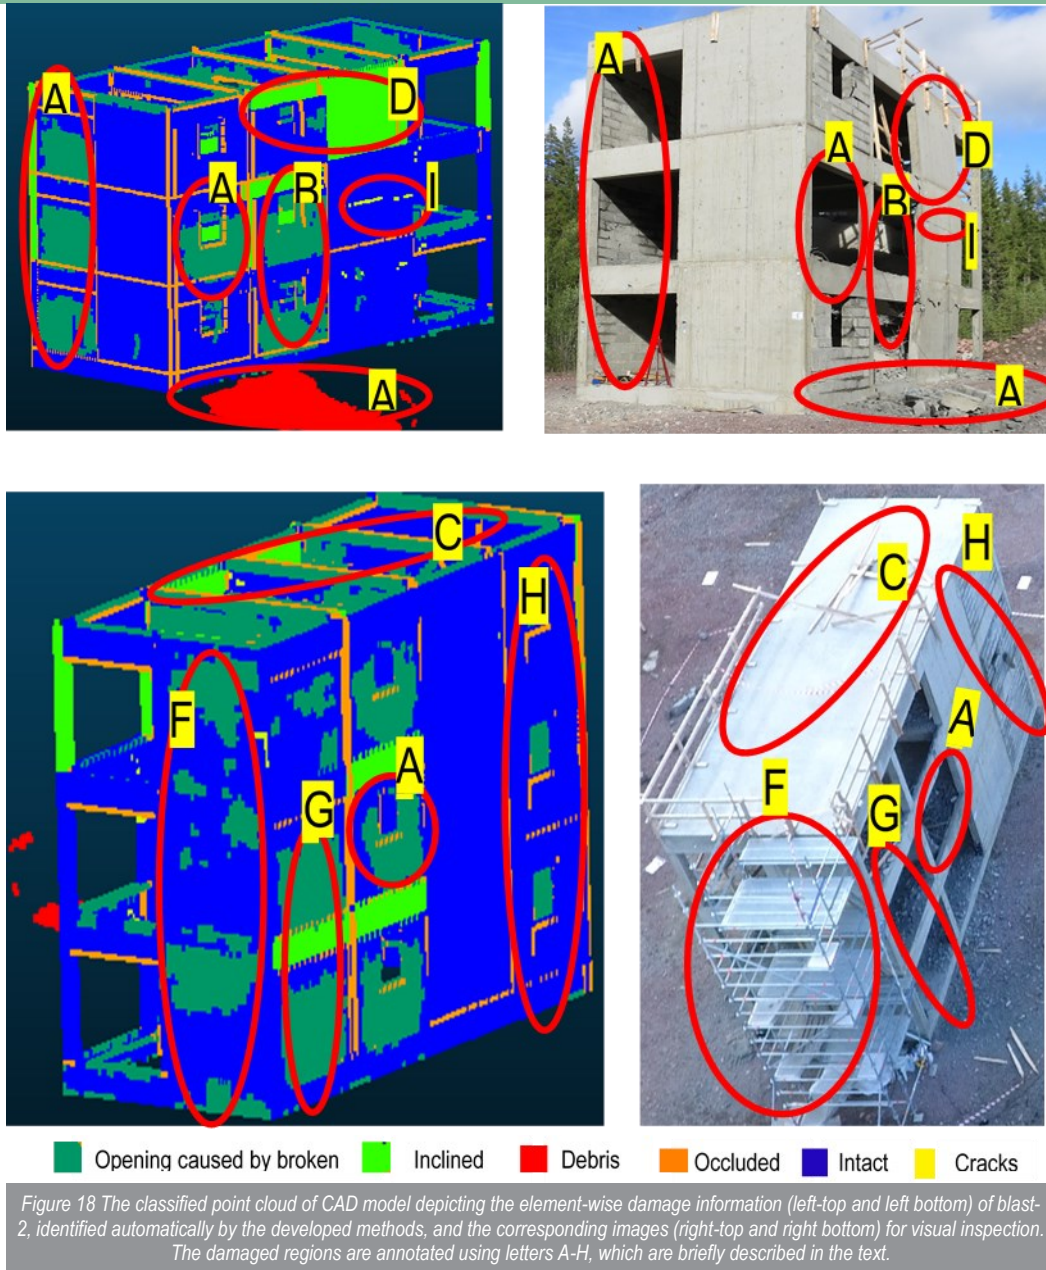 A
D
A
B
I
A
A
A
D
B
I
A
C
H
F
A
G
H
C
A
F
G
Opening caused by broken
Inclined
Debris
Occluded
Intact
Cracks
Figure 18 The classified point cloud of CAD model depicting the element-wise damage information (left-top and left bottom) of blast-
2, identified automatically by the developed methods, and the corresponding images (right-top and right bottom) for visual inspection.
The damaged regions are annotated using letters A-H, which are briefly described in the text.